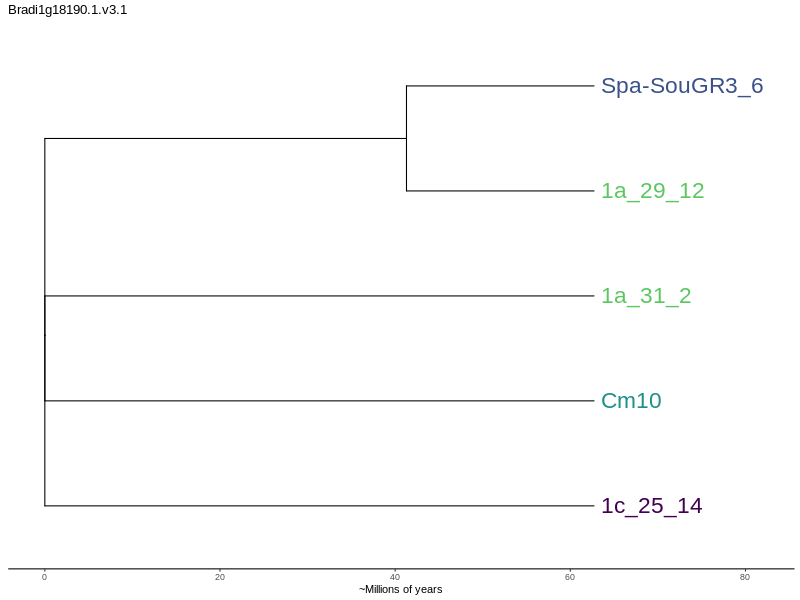 Bradi1g18190.1.v3.1
Spa-SouGR3_6
1a_29_12
1a_31_2
Cm10
1c_25_14
0 20 40 60 80
~Millions of years